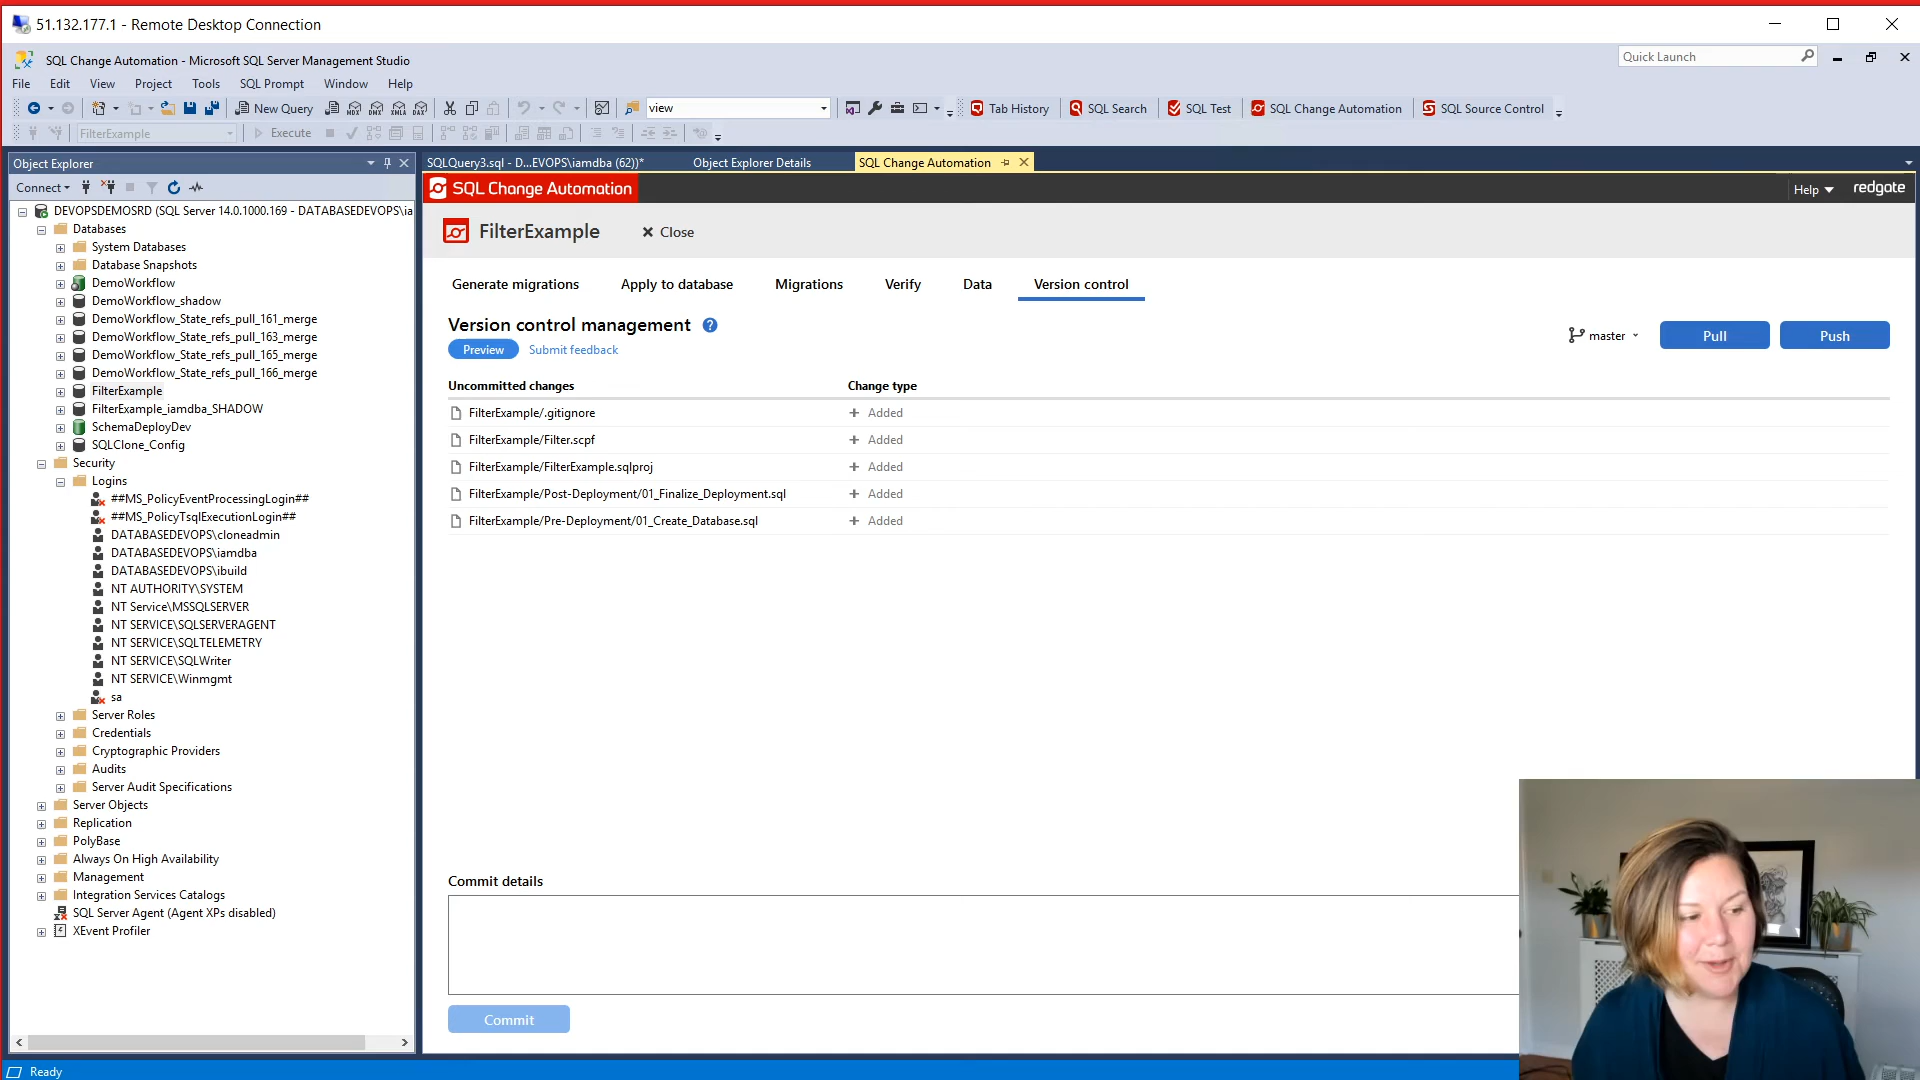 51.132.177.1 - Remote Desktop Connection
SQL Change Automation - Microsoft SQL Server Management Studio
Quick Launch
File Edit View Project Tools SQL Prompt Window Help
New Query MDX DMX XMLA DAX view Tab History SQL Search SQL Test SQL Change Automation SQL Source Control
FilterExample Execute
Object Explorer
SQLQuery3.sql - D...EVOPS\iamdba (62))* Object Explorer Details SQL Change Automation
Connect
SQL Change Automation Help redgate
FilterExample Close
Generate migrations Apply to database Migrations Verify Data Version control
Version control management ?
Preview Submit feedback
master Pull Push
Uncommitted changes Change type
FilterExample/.gitignore + Added
FilterExample/Filter.scpf + Added
FilterExample/FilterExample.sqlproj + Added
FilterExample/Post-Deployment/01_Finalize_Deployment.sql + Added
FilterExample/Pre-Deployment/01_Create_Database.sql + Added
Commit details
Commit
DEVOPSDEMOSRD (SQL Server 14.0.1000.169 - DATABASEDEVOPS\ia
Databases
System Databases
Database Snapshots
DemoWorkflow
DemoWorkflow_shadow
DemoWorkflow_State_refs_pull_161_merge
DemoWorkflow_State_refs_pull_163_merge
DemoWorkflow_State_refs_pull_165_merge
DemoWorkflow_State_refs_pull_166_merge
FilterExample
FilterExample_iamdba_SHADOW
SchemaDeployDev
SQLClone_Config
Security
Logins
##MS_PolicyEventProcessingLogin##
##MS_PolicyTsqlExecutionLogin##
DATABASEDEVOPS\cloneadmin
DATABASEDEVOPS\iamdba
DATABASEDEVOPS\ibuild
NT AUTHORITY\SYSTEM
NT Service\MSSQLSERVER
NT SERVICE\SQLSERVERAGENT
NT SERVICE\SQLTELEMETRY
NT SERVICE\SQLWriter
NT SERVICE\Winmgmt
sa
Server Roles
Credentials
Cryptographic Providers
Audits
Server Audit Specifications
Server Objects
Replication
PolyBase
Always On High Availability
Management
Integration Services Catalogs
SQL Server Agent (Agent XPs disabled)
XEvent Profiler
Ready